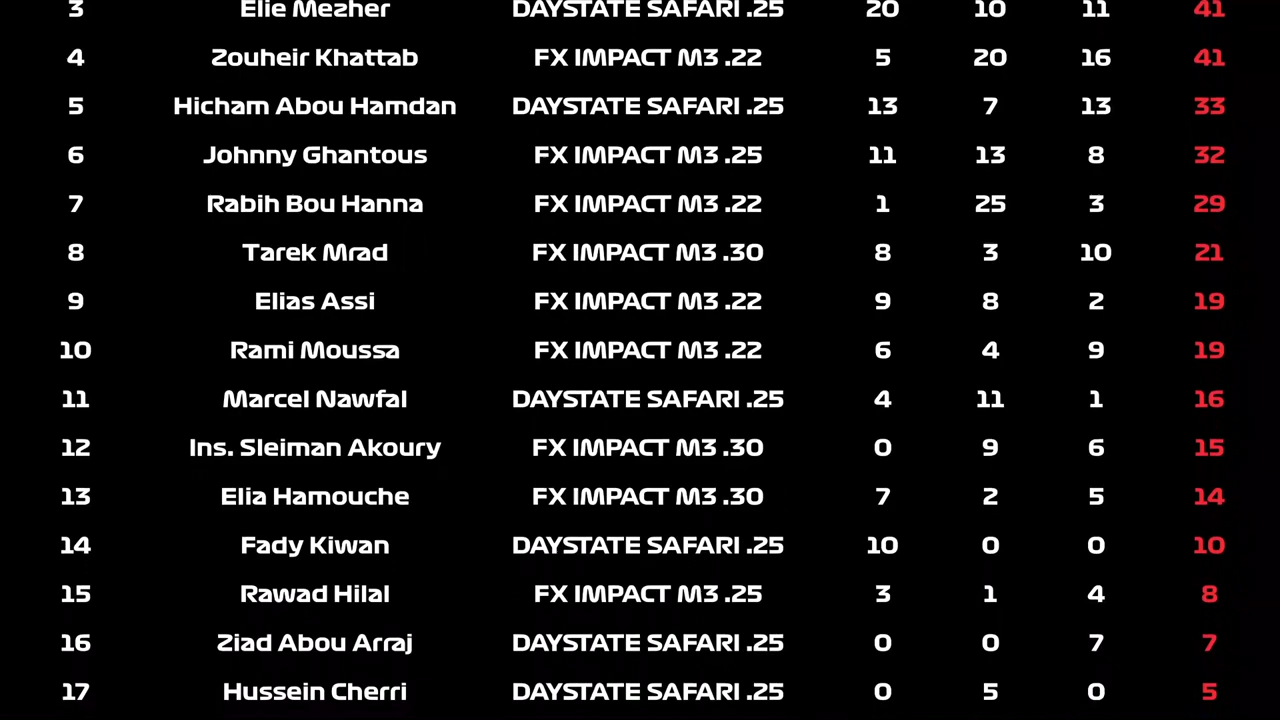 3 Elie Mezher DAYSTATE SAFARI .25 20 10 11 41
4 Zouheir Khattab FX IMPACT M3 .22 5 20 16 41
5 Hicham Abou Hamdan DAYSTATE SAFARI .25 13 7 13 33
6 Johnny Ghantous FX IMPACT M3 .25 11 13 8 32
7 Rabih Bou Hanna FX IMPACT M3 .22 1 25 3 29
8 Tarek Mrad FX IMPACT M3 .30 8 3 10 21
9 Elias Assi FX IMPACT M3 .22 9 8 2 19
10 Rami Moussa FX IMPACT M3 .22 6 4 9 19
11 Marcel Nawfal DAYSTATE SAFARI .25 4 11 1 16
12 Ins. Sleiman Akoury FX IMPACT M3 .30 0 9 6 15
13 Elia Hamouche FX IMPACT M3 .30 7 2 5 14
14 Fady Kiwan DAYSTATE SAFARI .25 10 0 0 10
15 Rawad Hilal FX IMPACT M3 .25 3 1 4 8
16 Ziad Abou Arraj DAYSTATE SAFARI .25 0 0 7 7
17 Hussein Cherri DAYSTATE SAFARI .25 0 5 0 5